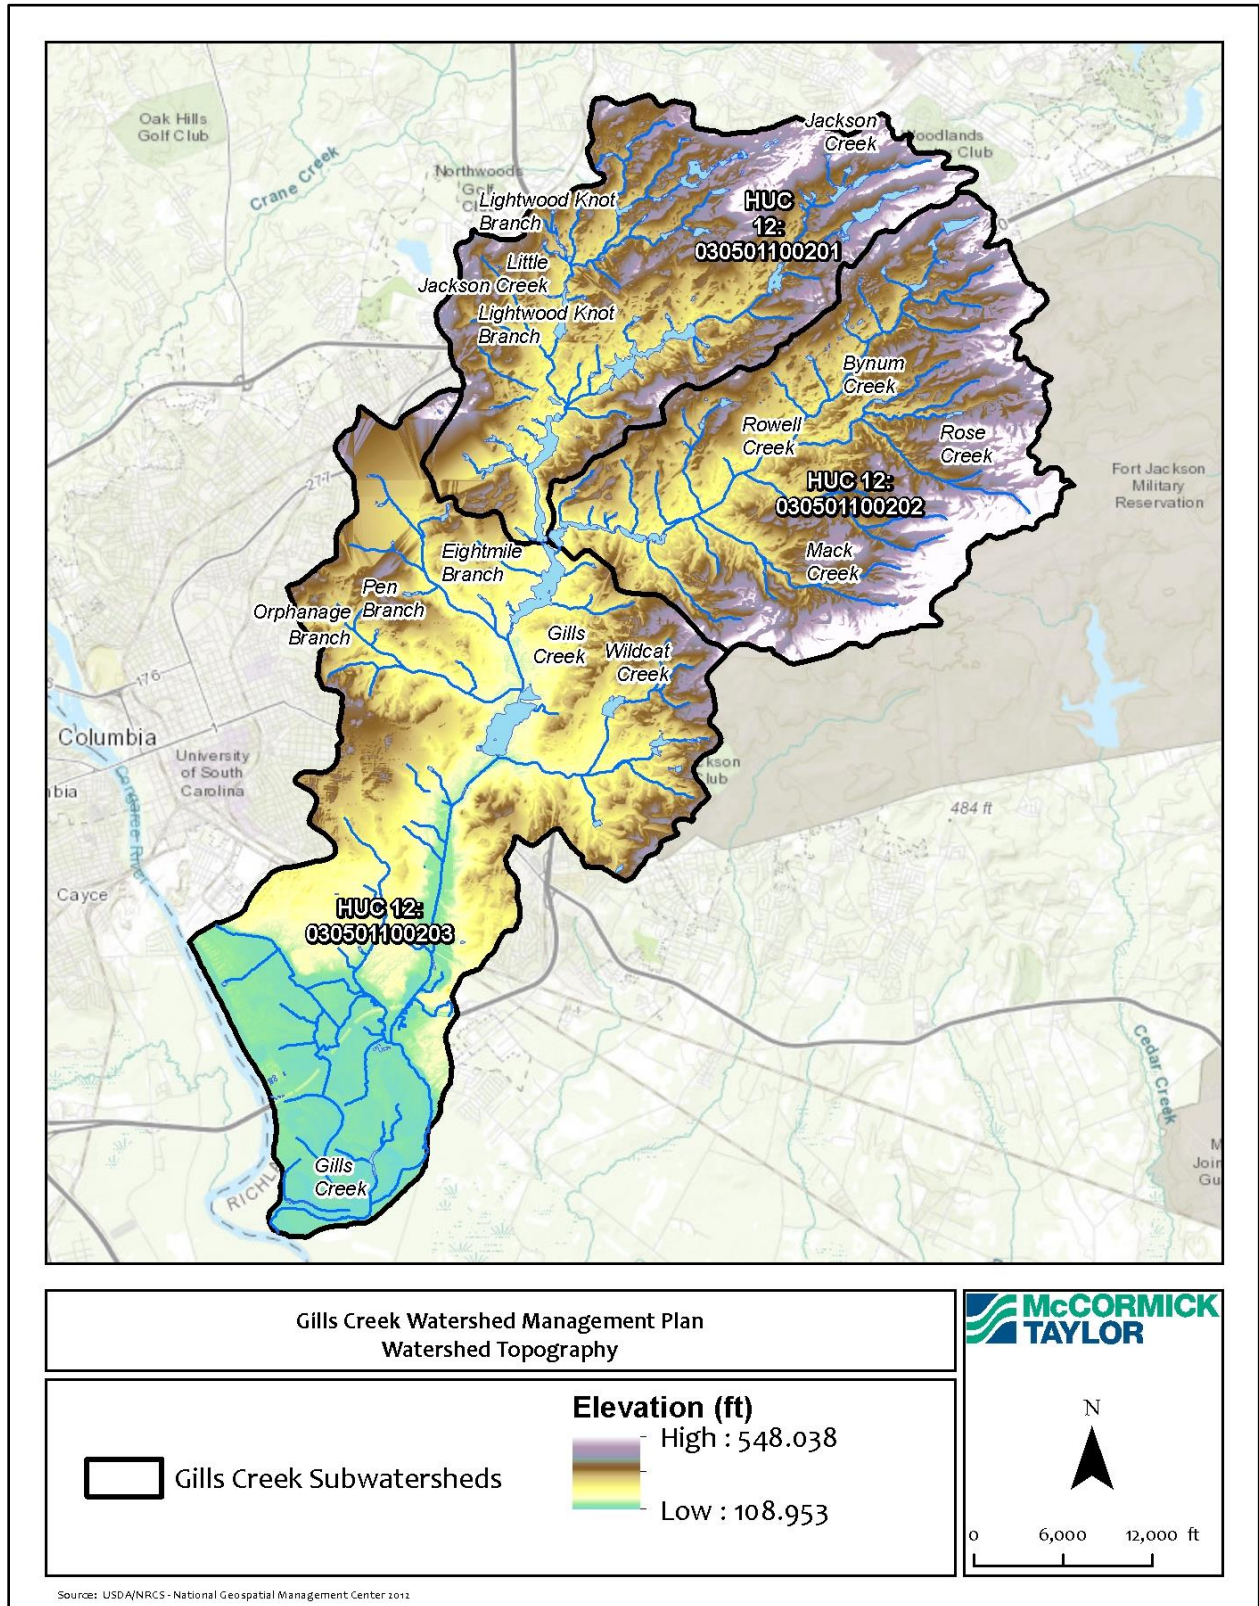 Oak Hills
Golf Club
Crane Creek
Northwoods
Golf
Jackson
Creek
Woodlands
Club
Lightwood Knot
Branch
HUC
12:
030501100201
Little
Jackson Creek
Lightwood Knot
Branch
Bynum
Creek
Rowell
Creek
Rose
Creek
277
HUC 12:
030501100202
Fort Jackson
Military
Reservation
Eightmile
Branch
Mack
Creek
Pen
Branch
Orphanage
Branch
Gills
Creek
Wildcat
Creek
176
1
Columbia
University
of South
Carolina
Congaree River
Club
484 ft
Cayce
HUC 12:
030501100203
Cedar Creek
Gills
Creek
Gills Creek Watershed Management Plan
Watershed Topography
McCORMICK
TAYLOR
Elevation (ft)
High : 548.038
Low : 108.953
Gills Creek Subwatersheds
N
0 6,000 12,000 ft
Source: USDA/NRCS - National Geospatial Management Center 2012